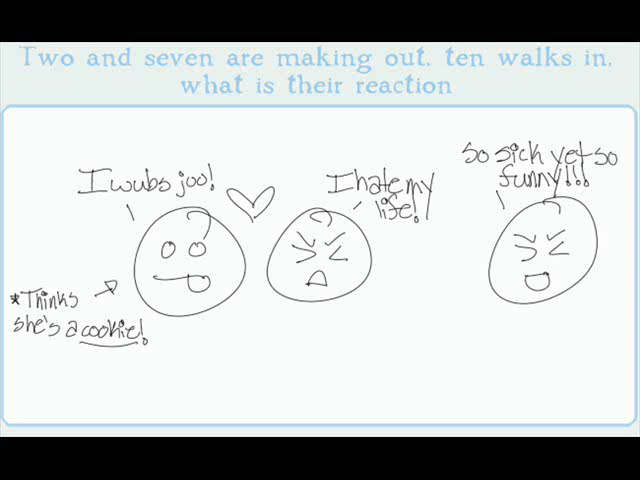 Two and seven are making out. ten walks in.
what is their reaction
I wubs joo!
I hate my
life!
So sick yet so
funny!!!
*Thinks
she's a cookie!